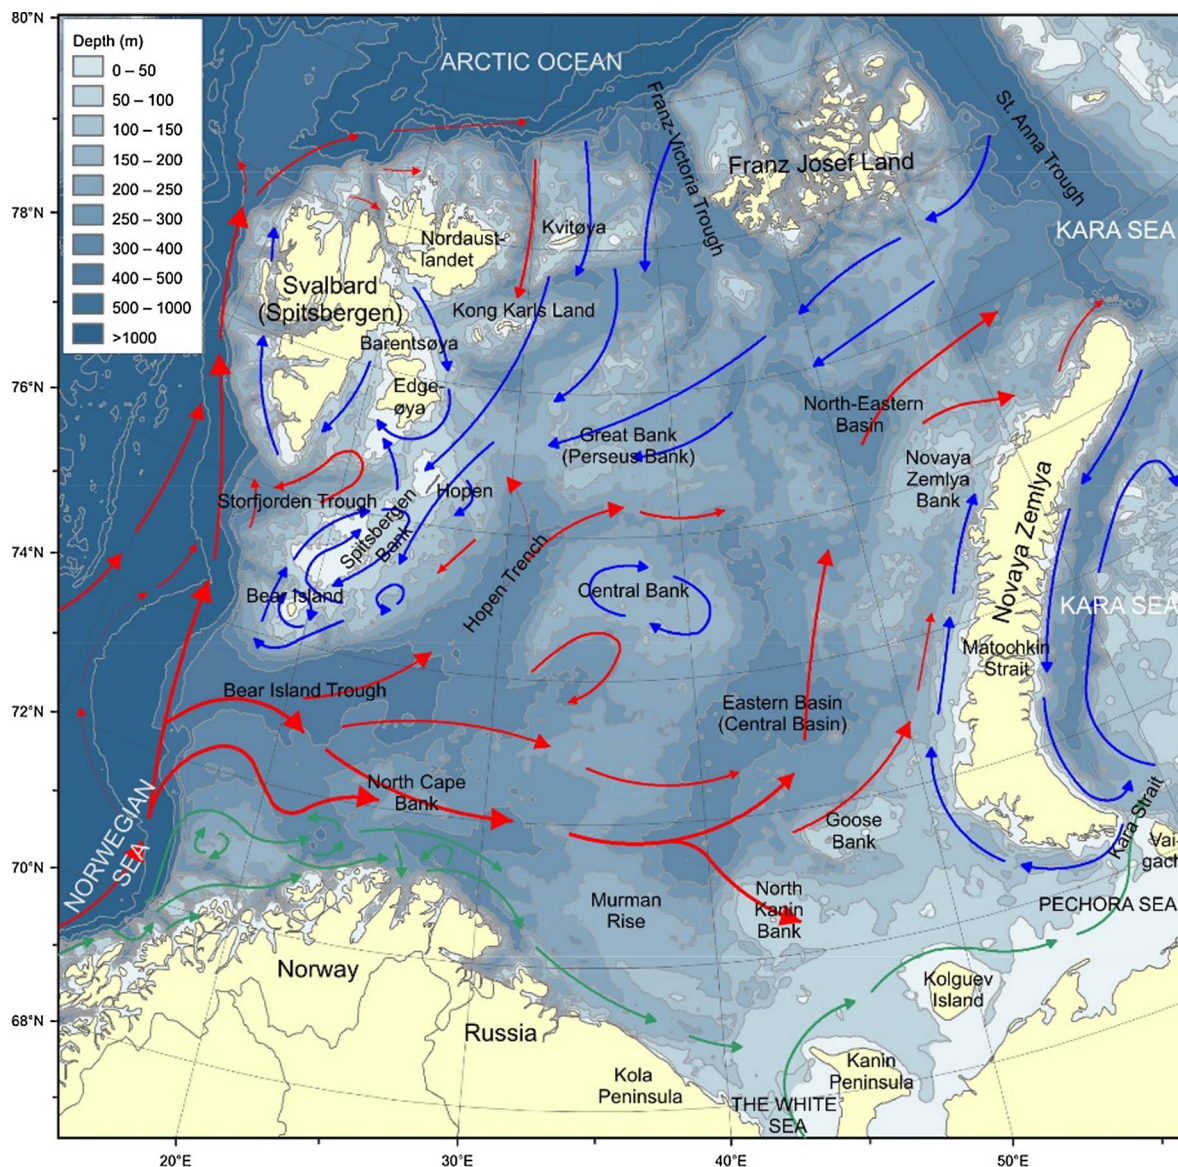 80°N
78°N
76°N
74°N
72°N
70°N
68°N
Depth (m)
0 – 50
50 – 100
100 – 150
150 – 200
200 – 250
250 – 300
300 – 400
400 – 500
500 – 1000
>1000
ARCTIC OCEAN
Franz-Victoria Trough
Franz Josef Land
St. Anna Trough
KARA SEA
Kvitøya
Nordaust-
landet
Svalbard
(Spitsbergen)
Kong Karls Land
Barentsøya
Edge-
øya
North-Eastern
Basin
Great Bank
(Perseus Bank)
Novaya
Zemlya
Bank
Hopen
Storfjorden Trough
Spitsbergen
Bank
Hopen Trench
Novaya Zemlya
Central Bank
Bear Island
KARA SEA
Matochkin
Strait
Bear Island Trough
Eastern Basin
(Central Basin)
North Cape
Bank
Goose
Bank
Kara Strait
Vai-
gach
NORWEGIAN
SEA
Murman
Rise
North
Kanin
Bank
PECHORA SEA
Norway
Kolguev
Island
Russia
Kola
Peninsula
Kanin
Peninsula
THE WHITE
SEA
20°E
30°E
40°E
50°E